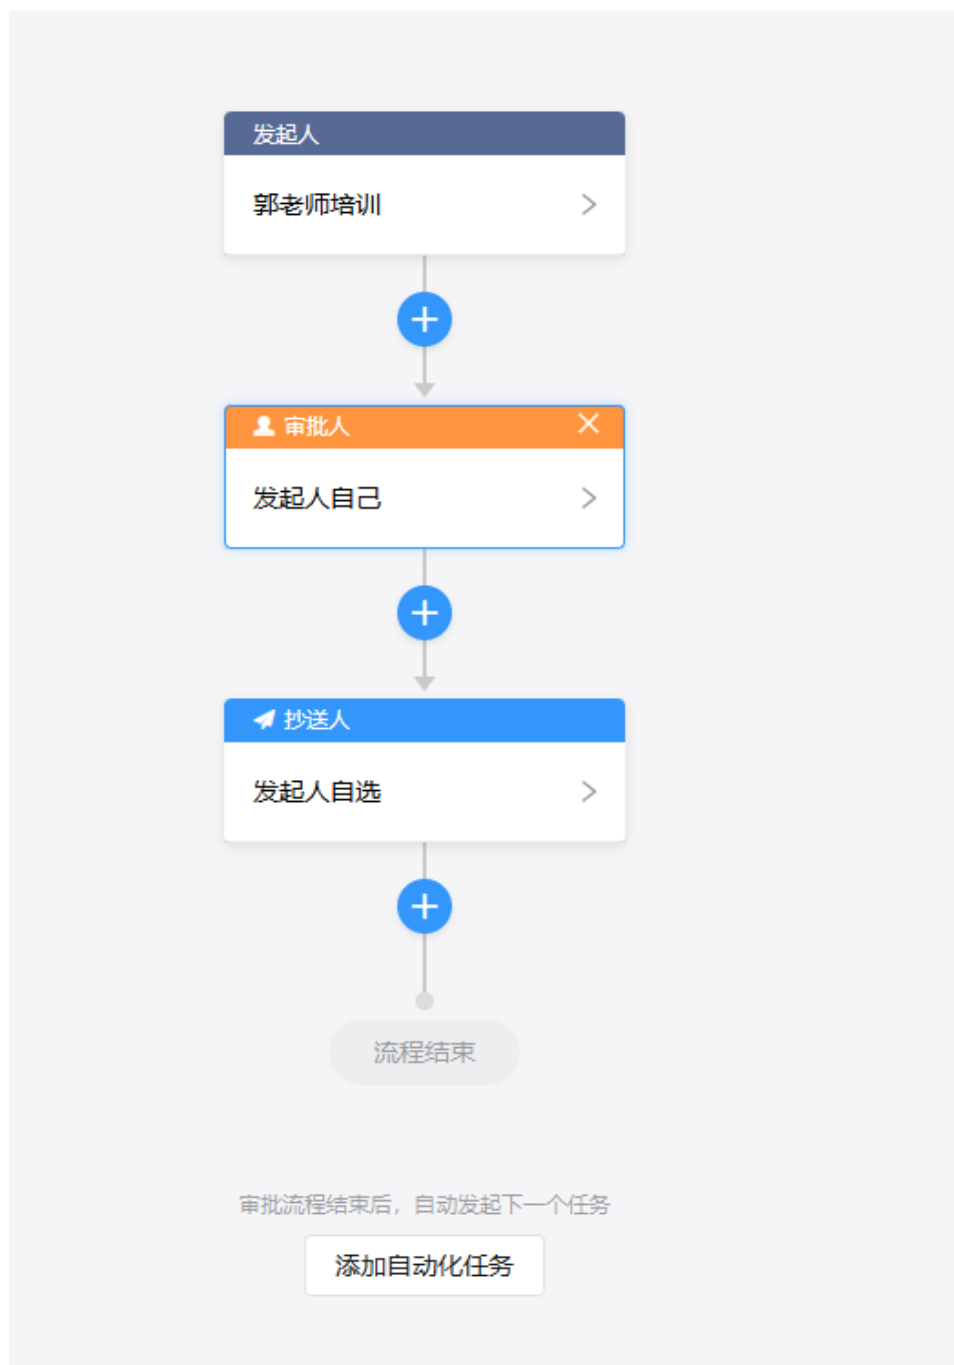 发起人
郭老师培训
审批人
发起人自己
抄送人
发起人自选
流程结束
审批流程结束后，自动发起下一个任务
添加自动化任务